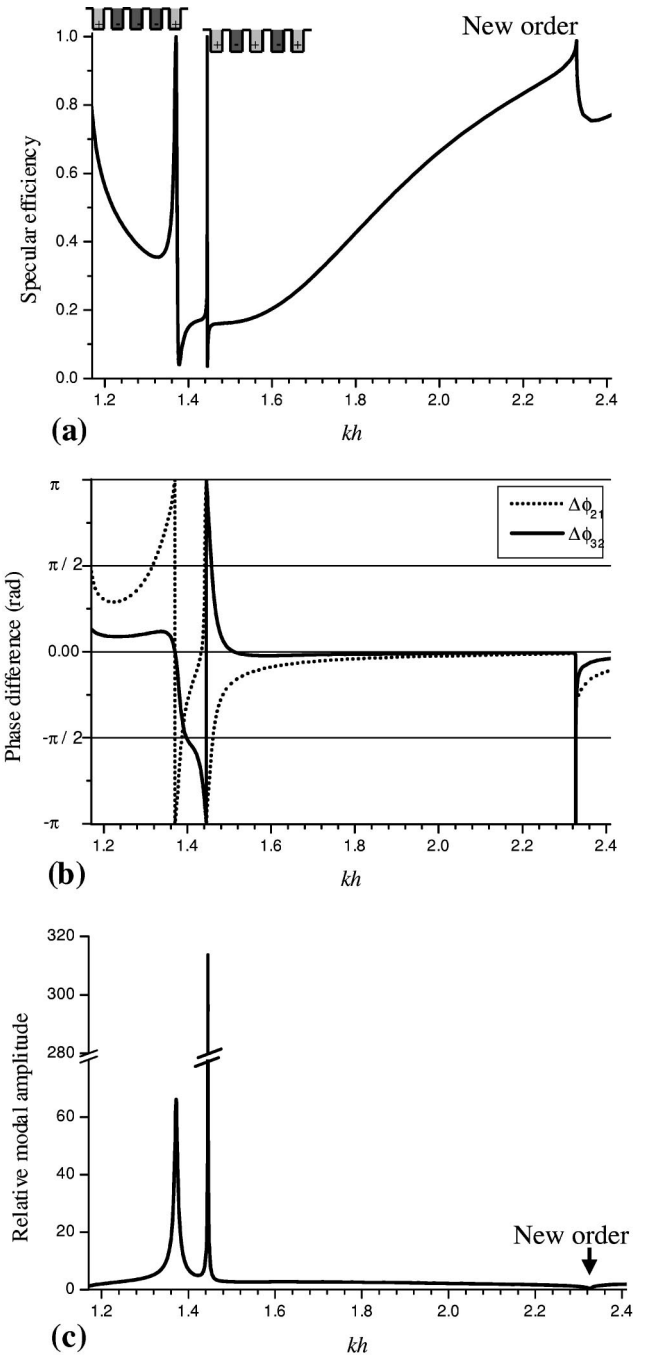 + - - - +
+ - + - +
New order
1.0
0.8
0.6
0.4
0.2
0.0
Specular efficiency
1.2 1.4 1.6 1.8 2.0 2.2 2.4
(a)
kh
π
π / 2
0.00
-π / 2
-π
Phase difference (rad)
Δϕ21
Δϕ32
1.2 1.4 1.6 1.8 2.0 2.2 2.4
(b)
kh
320
300
280
60
40
20
0
Relative modal amplitude
New order
1.2 1.4 1.6 1.8 2.0 2.2 2.4
(c)
kh